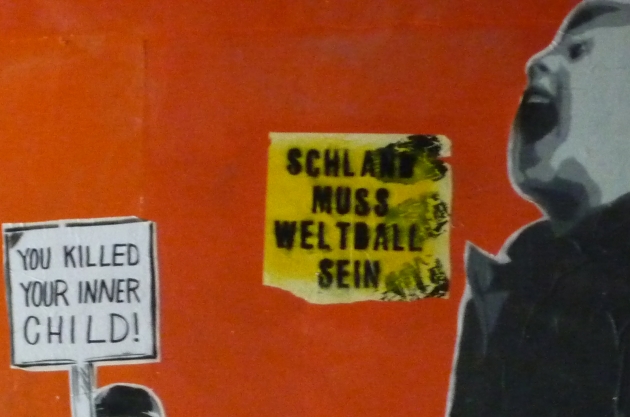 SCHLAND
MUSS
WELTBALL
SEIN
YOU KILLED
YOUR INNER
CHILD!